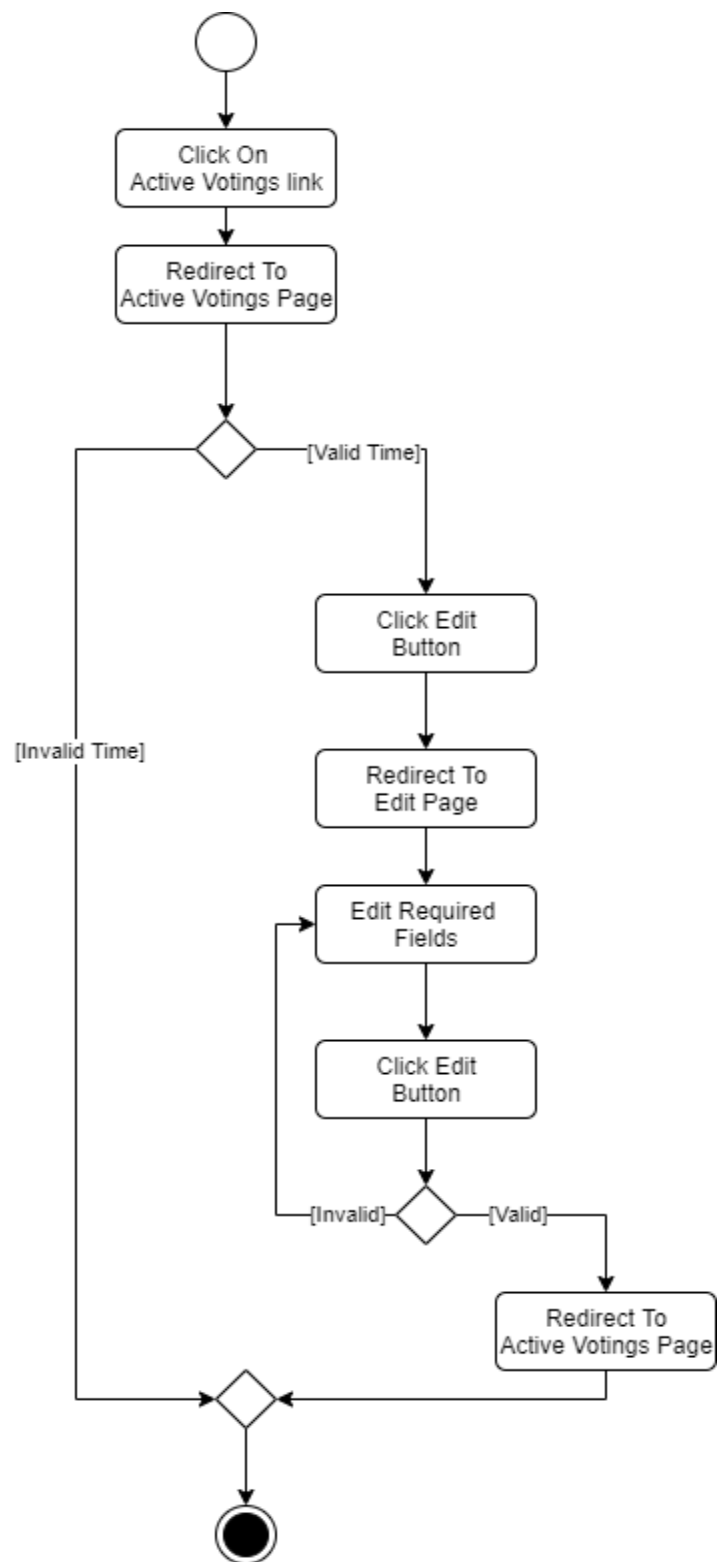 Click On
Active Votings link
Redirect To
Active Votings Page
[Valid Time]
Click Edit
Button
[Invalid Time]
Redirect To
Edit Page
Edit Required
Fields
Click Edit
Button
[Invalid]
[Valid]
Redirect To
Active Votings Page